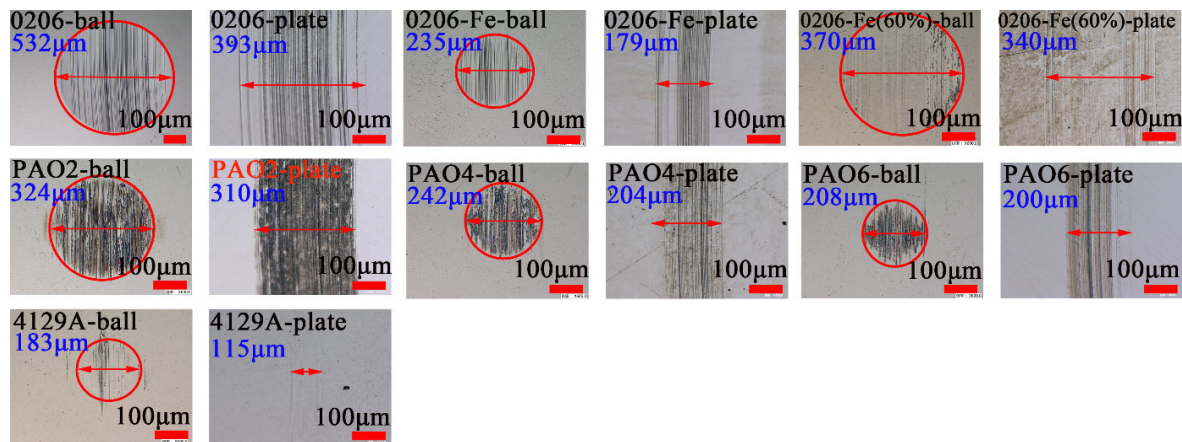 0206-ball
532μm
100μm
0206-plate
393μm
100μm
0206-Fe-ball
235μm
100μm
0206-Fe-plate
179μm
100μm
0206-Fe(60%)-ball
370μm
100μm
0206-Fe(60%)-plate
340μm
100μm
PAO2-ball
324μm
100μm
PAO2-plate
310μm
100μm
PAO4-ball
242μm
100μm
PAO4-plate
204μm
100μm
PAO6-ball
208μm
100μm
PAO6-plate
200μm
100μm
4129A-ball
183μm
100μm
4129A-plate
115μm
100μm